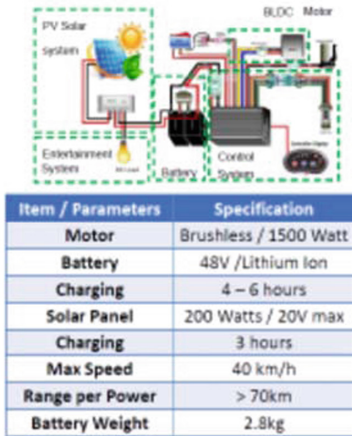 BLDC Motor
PV Solar
system
Entertainment
System
Battery
Control
System
Item / Parameters Specification
Motor Brushless / 1500 Watt
Battery 48V /Lithium Ion
Charging 4 – 6 hours
Solar Panel 200 Watts / 20V max
Charging 3 hours
Max Speed 40 km/h
Range per Power > 70km
Battery Weight 2.8kg